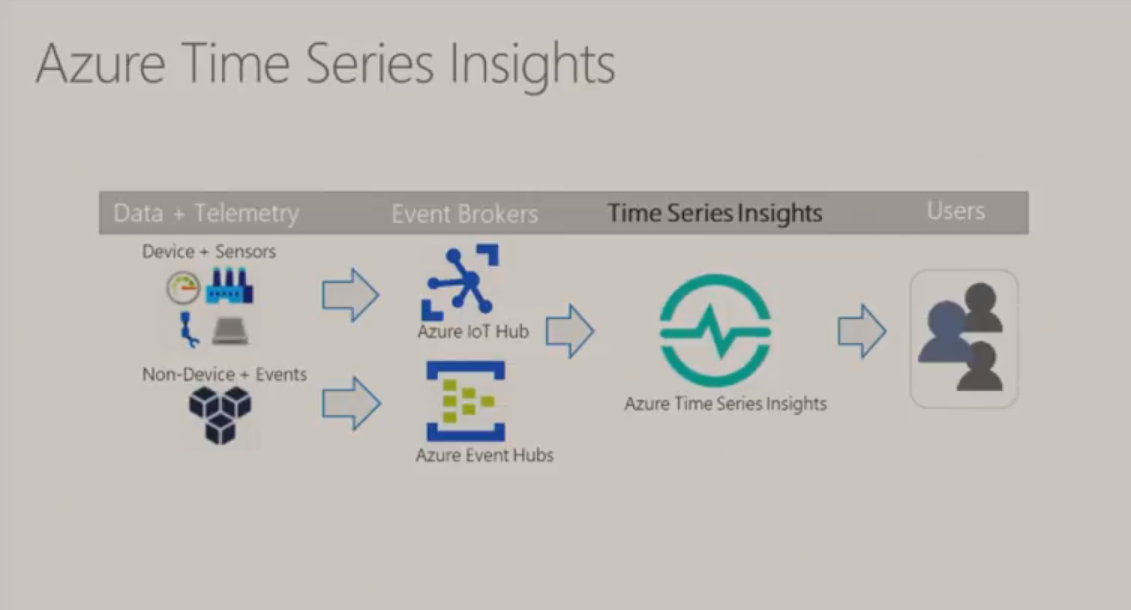 Azure Time Series Insights
Data + Telemetry
Event Brokers
Time Series Insights
Users
Device + Sensors
Azure IoT Hub
Non-Device + Events
Azure Event Hubs
Azure Time Series Insights